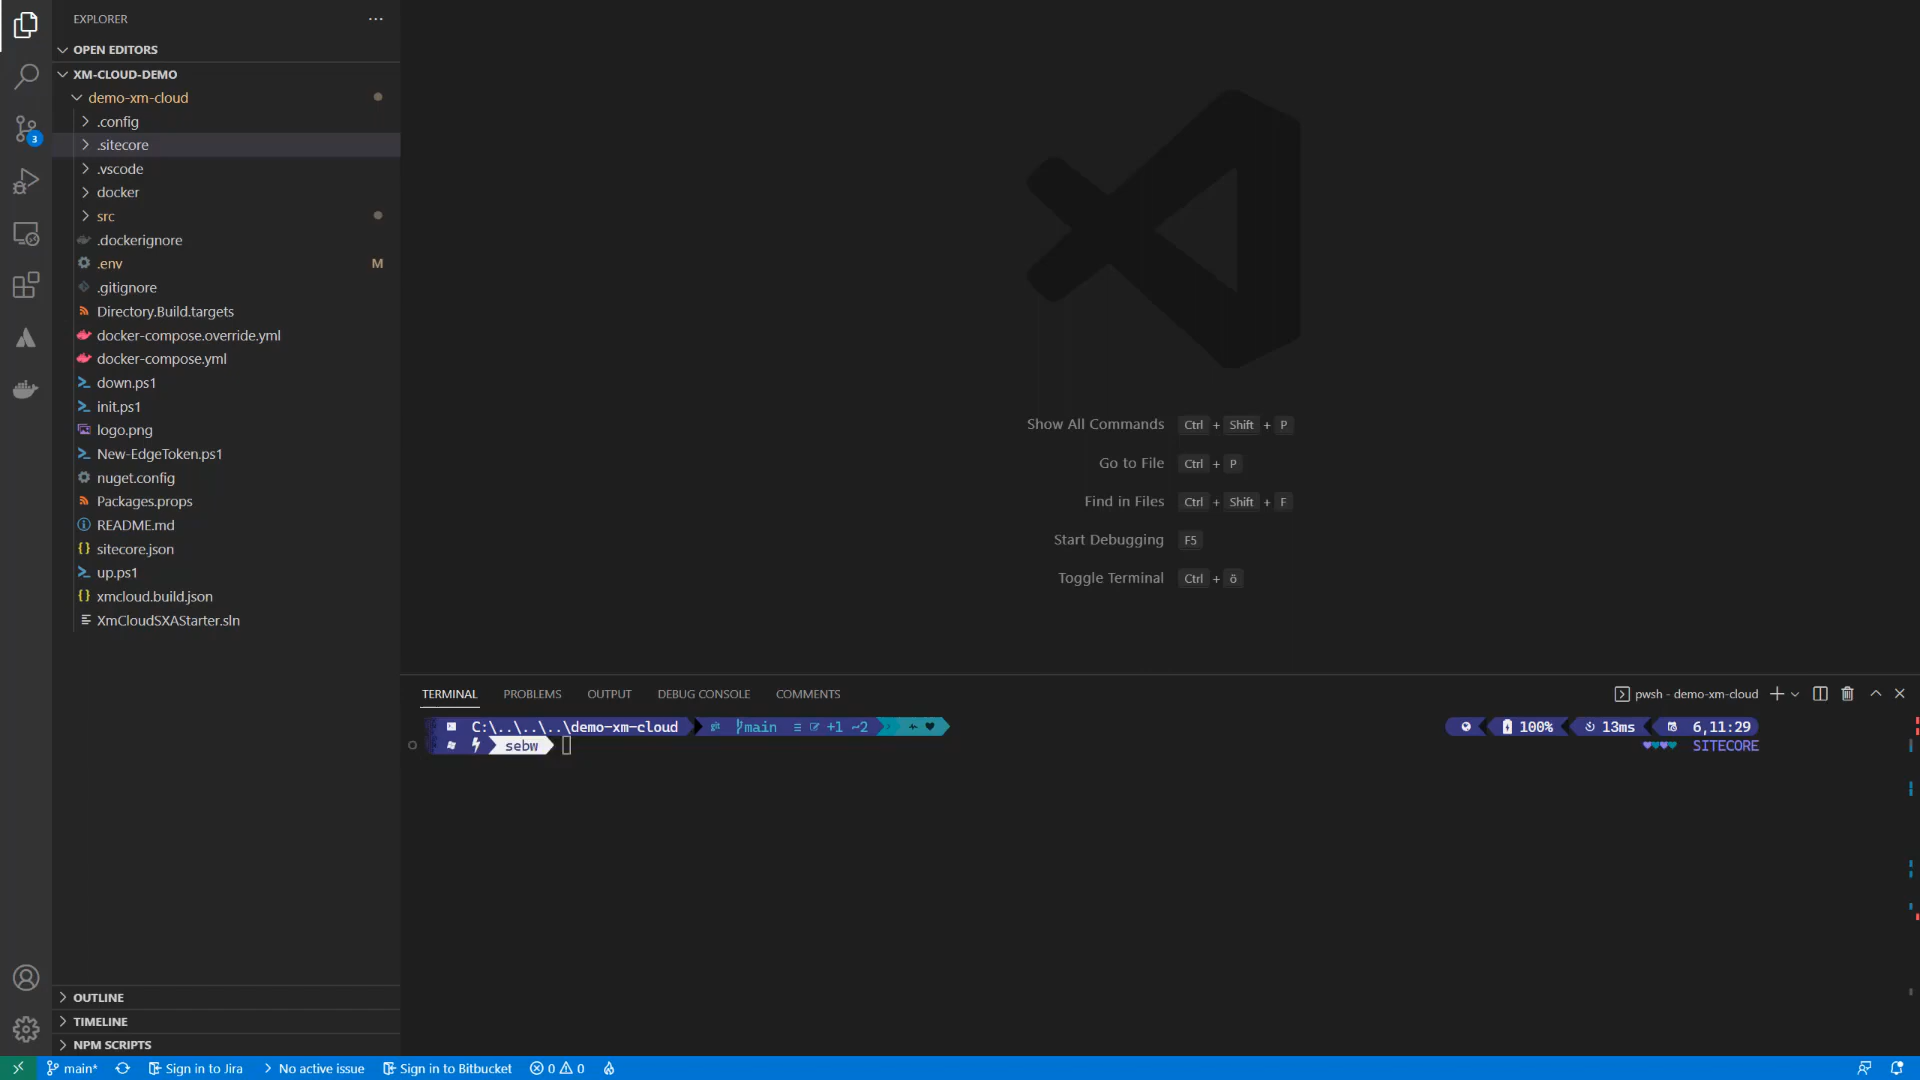 EXPLORER
OPEN EDITORS
XM-CLOUD-DEMO
demo-xm-cloud
.config
.sitecore
.vscode
docker
src
.dockerignore
.env M
.gitignore
Directory.Build.targets
docker-compose.override.yml
docker-compose.yml
down.ps1
init.ps1
logo.png
New-EdgeToken.ps1
nuget.config
Packages.props
README.md
sitecore.json
up.ps1
xmcloud.build.json
XmCloudSXAStarter.sln
OUTLINE
TIMELINE
NPM SCRIPTS
3
Show All Commands Ctrl + Shift + P
Go to File Ctrl + P
Find in Files Ctrl + Shift + F
Start Debugging F5
Toggle Terminal Ctrl + ö
TERMINAL PROBLEMS OUTPUT DEBUG CONSOLE COMMENTS pwsh - demo-xm-cloud
C:\..\..\..\demo-xm-cloud git main ≡ +1 ~2 100% 13ms 6,11:29
sebw SITECORE
main* Sign in to Jira No active issue Sign in to Bitbucket 0 0